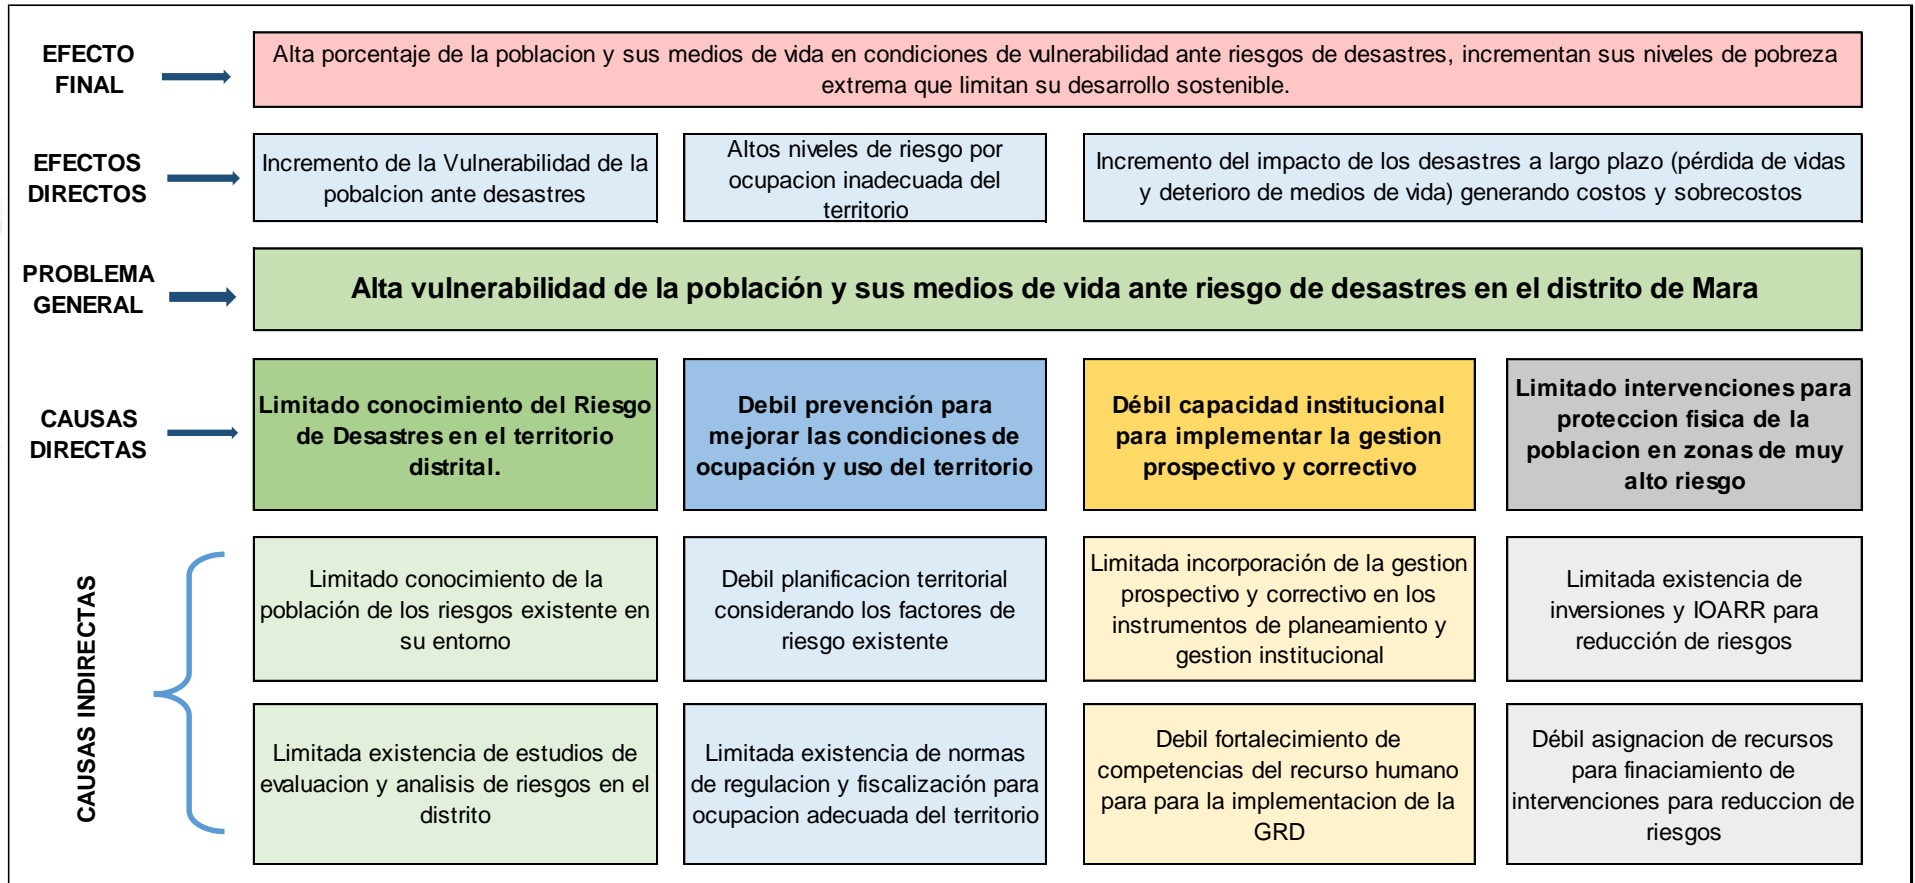 EFECTO
FINAL
Alta porcentaje de la poblacion y sus medios de vida en condiciones de vulnerabilidad ante riesgos de desastres, incrementan sus niveles de pobreza
extrema que limitan su desarrollo sostenible.
EFECTOS
DIRECTOS
Incremento de la Vulnerabilidad de la
pobalcion ante desastres
Altos niveles de riesgo por
ocupacion inadecuada del
territorio
Incremento del impacto de los desastres a largo plazo (pérdida de vidas
y deterioro de medios de vida) generando costos y sobrecostos
PROBLEMA
GENERAL
Alta vulnerabilidad de la población y sus medios de vida ante riesgo de desastres en el distrito de Mara
CAUSAS
DIRECTAS
Limitado conocimiento del Riesgo
de Desastres en el territorio
distrital.
Debil prevención para
mejorar las condiciones de
ocupación y uso del territorio
Débil capacidad institucional
para implementar la gestion
prospectivo y correctivo
Limitado intervenciones para
proteccion fisica de la
poblacion en zonas de muy
alto riesgo
CAUSAS INDIRECTAS
Limitado conocimiento de la
población de los riesgos existente en
su entorno
Debil planificacion territorial
considerando los factores de
riesgo existente
Limitada incorporación de la gestion
prospectivo y correctivo en los
instrumentos de planeamiento y
gestion institucional
Limitada existencia de
inversiones y IOARR para
reducción de riesgos
Limitada existencia de estudios de
evaluacion y analisis de riesgos en el
distrito
Limitada existencia de normas
de regulacion y fiscalización para
ocupacion adecuada del territorio
Debil fortalecimiento de
competencias del recurso humano
para para la implementacion de la
GRD
Débil asignacion de recursos
para finaciamiento de
intervenciones para reduccion de
riesgos